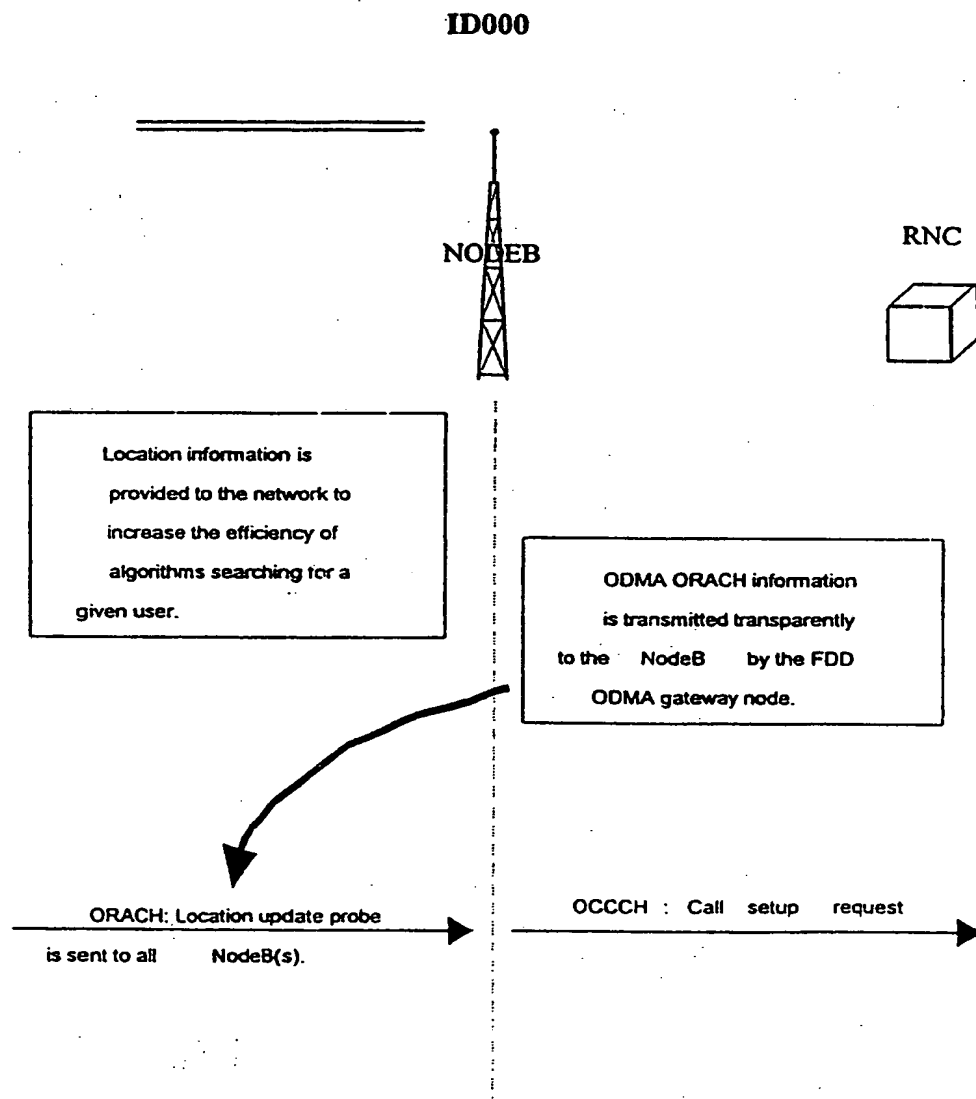 ID000
NODEB
RNC
Location information is
provided to the network to
increase the efficiency of
algorithms searching for a
given user.
ODMA ORACH information
is transmitted transparently
to the NodeB by the FDD
ODMA gateway node.
ORACH: Location update probe
is sent to all NodeB(s).
OCCCH : Call setup request